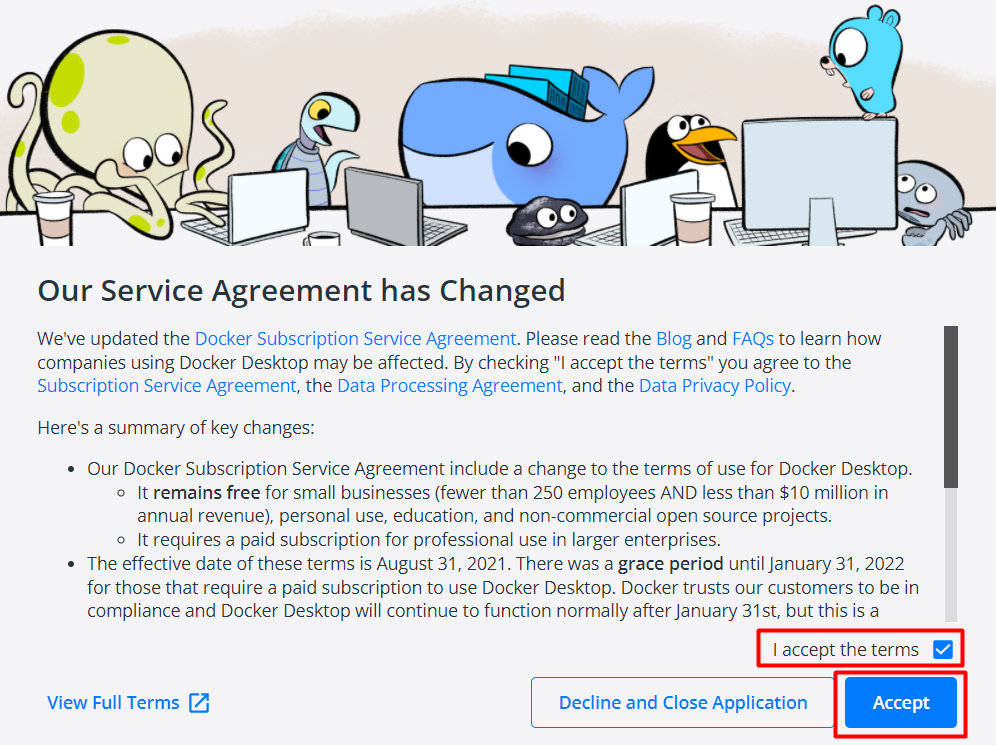 Our Service Agreement has Changed
We've updated the Docker Subscription Service Agreement. Please read the Blog and FAQs to learn how
companies using Docker Desktop may be affected. By checking "I accept the terms" you agree to the
Subscription Service Agreement, the Data Processing Agreement, and the Data Privacy Policy.
Here's a summary of key changes:
• Our Docker Subscription Service Agreement include a change to the terms of use for Docker Desktop.
◦ It remains free for small businesses (fewer than 250 employees AND less than $10 million in
annual revenue), personal use, education, and non-commercial open source projects.
◦ It requires a paid subscription for professional use in larger enterprises.
• The effective date of these terms is August 31, 2021. There was a grace period until January 31, 2022
for those that require a paid subscription to use Docker Desktop. Docker trusts our customers to be in
compliance and Docker Desktop will continue to function normally after January 31st, but this is a
I accept the terms
View Full Terms
Decline and Close Application
Accept